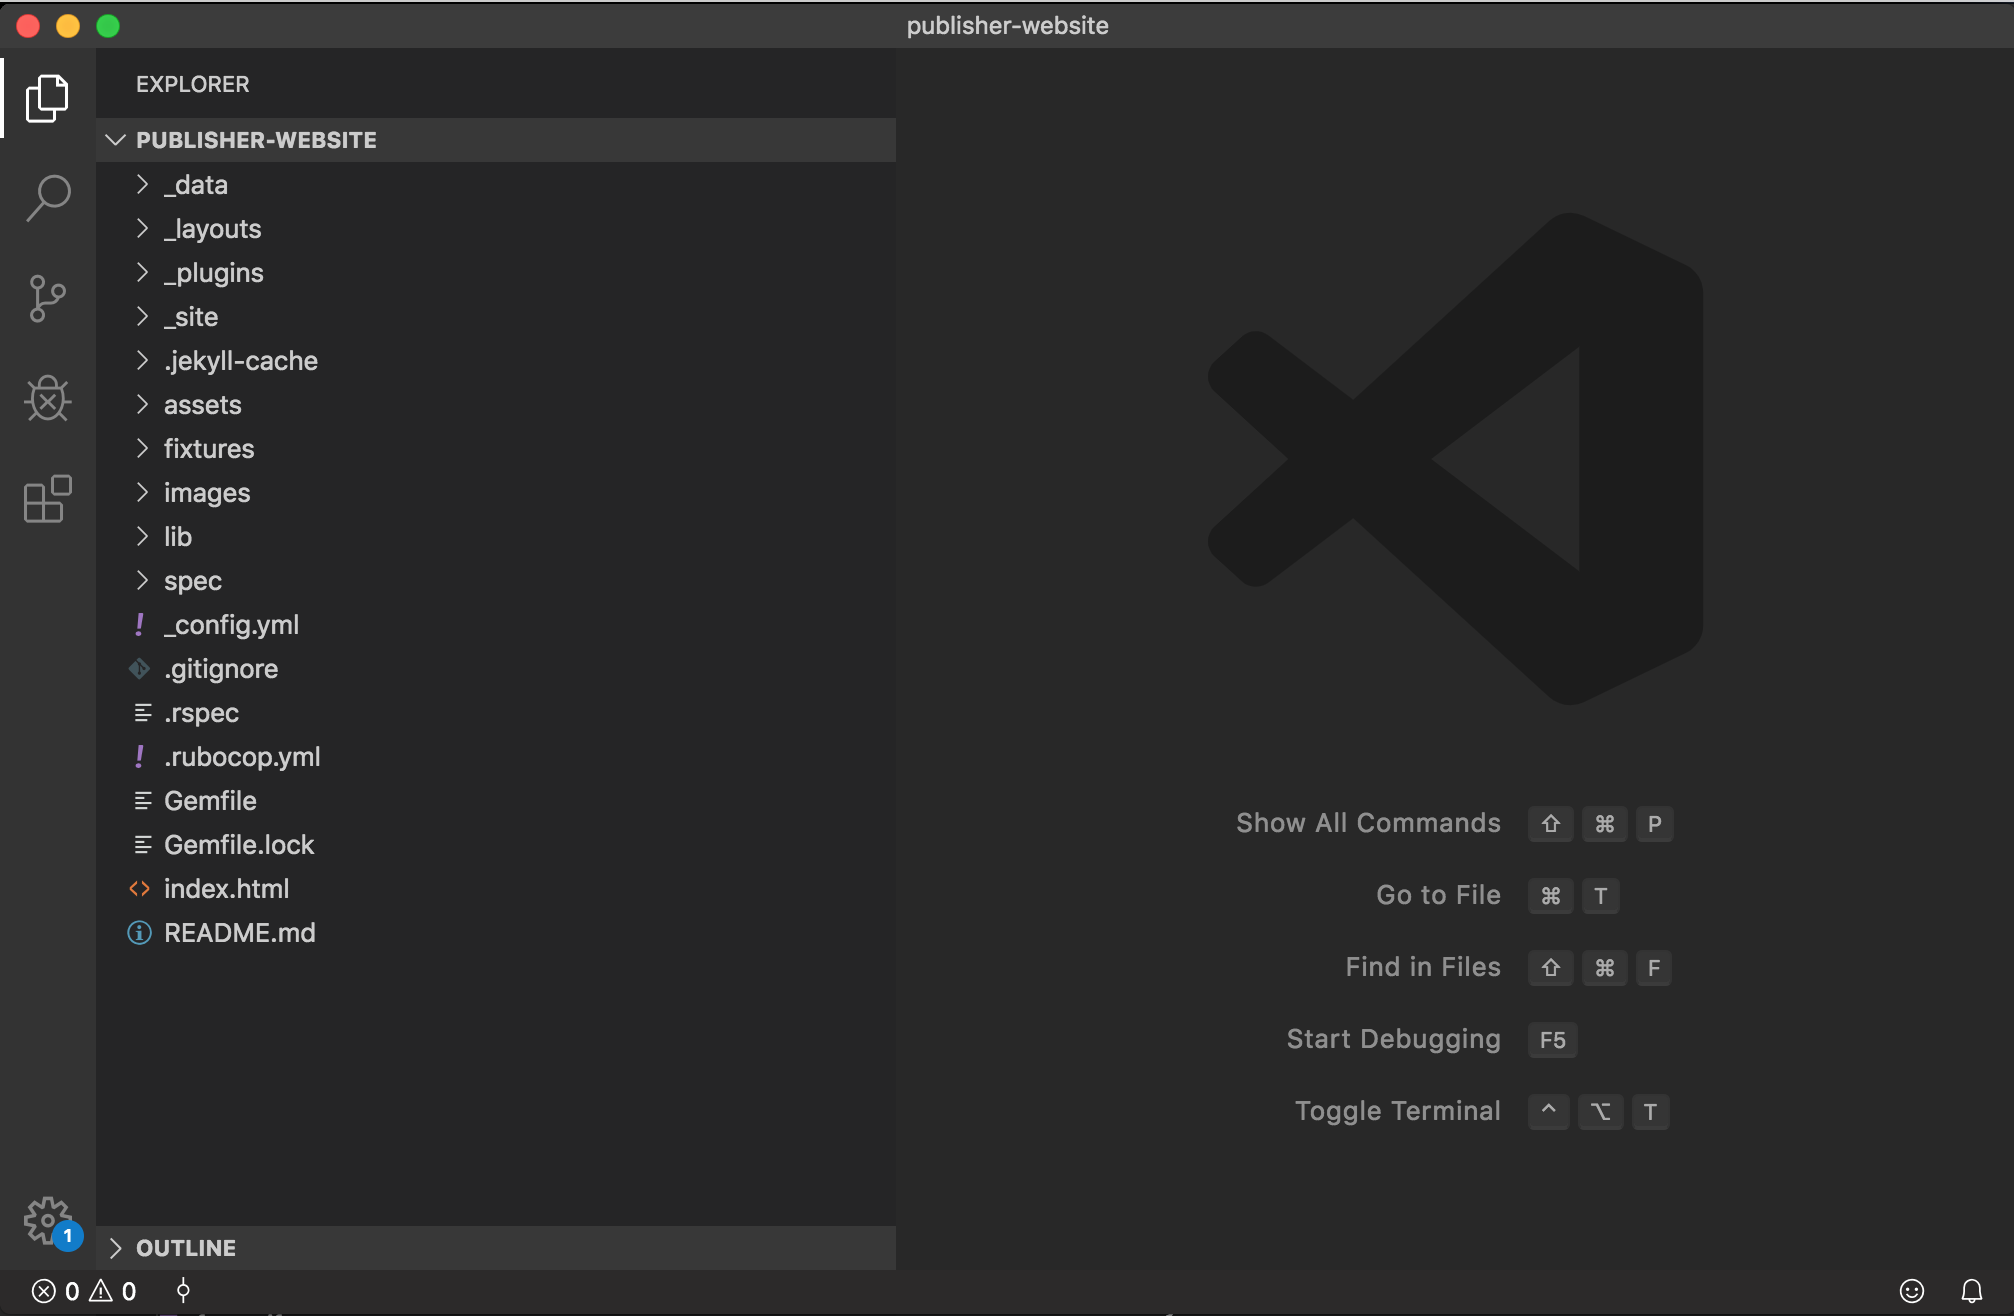 publisher-website
EXPLORER
PUBLISHER-WEBSITE
_data
_layouts
_plugins
_site
.jekyll-cache
assets
fixtures
images
lib
spec
! _config.yml
.gitignore
.rspec
! .rubocop.yml
Gemfile
Gemfile.lock
<> index.html
README.md
Show All Commands ⇧ ⌘ P
Go to File ⌘ T
Find in Files ⇧ ⌘ F
Start Debugging F5
Toggle Terminal ^ ⌥ T
1
OUTLINE
0 0